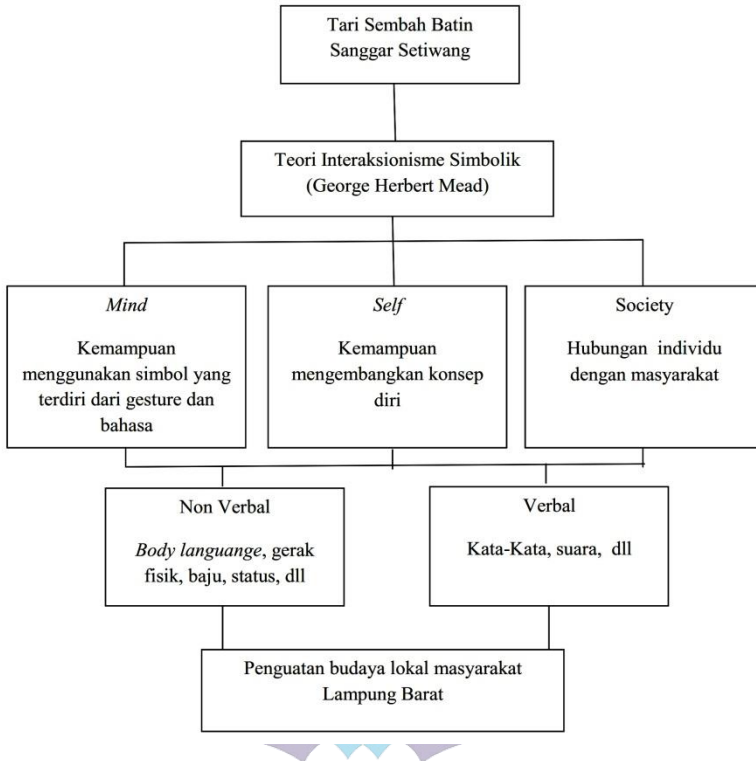 Tari Sembah Batin
Sanggar Setiwang
Teori Interaksionisme Simbolik
(George Herbert Mead)
Mind
Kemampuan
menggunakan simbol yang
terdiri dari gesture dan
bahasa
Self
Kemampuan
mengembangkan konsep
diri
Society
Hubungan individu
dengan masyarakat
Non Verbal
Body languange, gerak
fisik, baju, status, dll
Verbal
Kata-Kata, suara, dll
Penguatan budaya lokal masyarakat
Lampung Barat